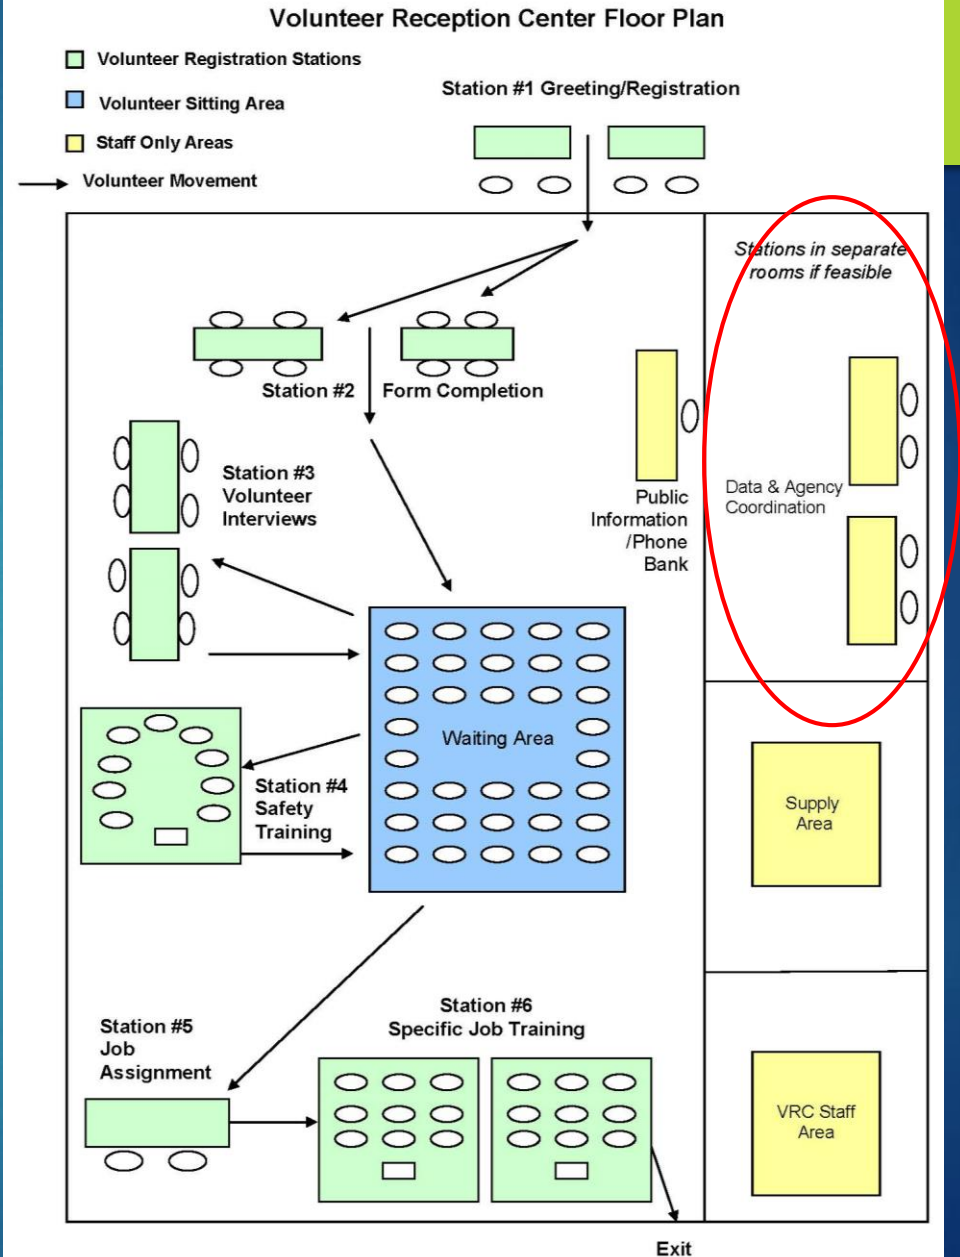 Volunteer Reception Center Floor Plan
Volunteer Registration Stations
Volunteer Sitting Area
Staff Only Areas
Volunteer Movement
Station #1 Greeting/Registration
Stations in separate
rooms if feasible
Station #2
Form Completion
Station #3
Volunteer
Interviews
Public
Information
/Phone
Bank
Data & Agency
Coordination
Waiting Area
Station #4
Safety
Training
Supply
Area
Station #5
Job
Assignment
Station #6
Specific Job Training
VRC Staff
Area
Exit